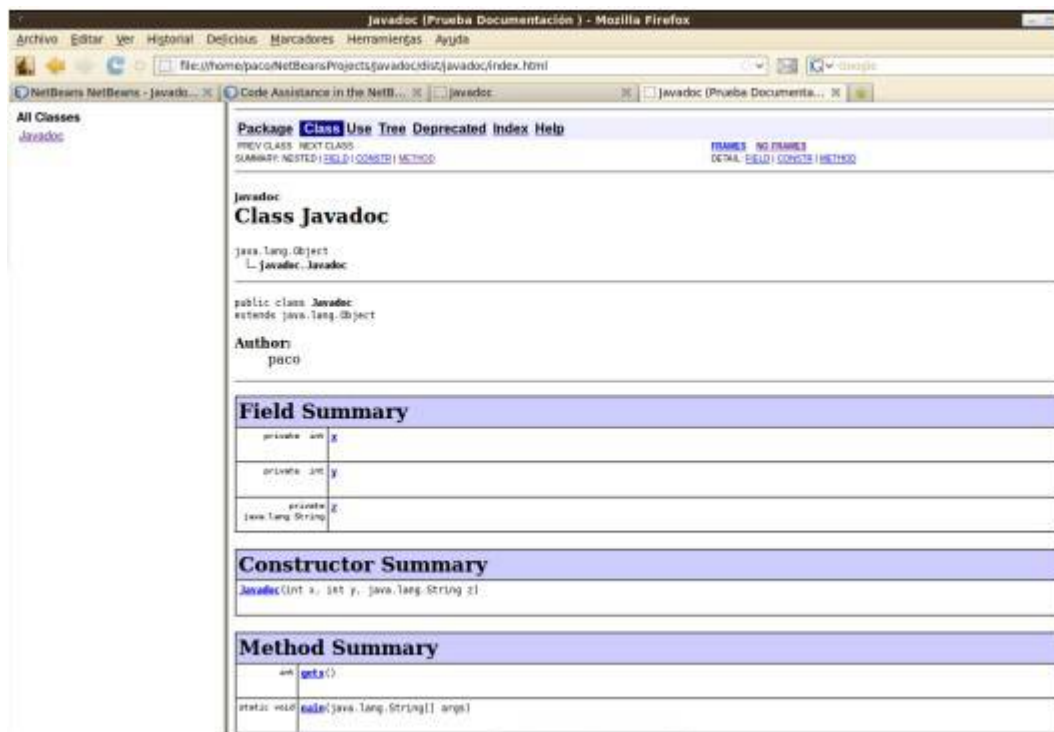 Javadoc (Prueba Documentación ) - Mozilla Firefox
Archivo Editar Ver Historial Delicious Marcadores Herramientas Ayuda
file:///home/paco/NetBeansProjects/javadoc/dist/javadoc/index.html
Google
NetBeans NetBeans - Javado...
Code Assistance in the NetB...
Javadoc
Javadoc (Prueba Documenta...
All Classes
Javadoc
Package Class Use Tree Deprecated Index Help
PREV CLASS NEXT CLASS
FRAMES NO FRAMES
SUMMARY: NESTED | FIELD | CONSTR | METHOD
DETAIL: FIELD | CONSTR | METHOD
javadoc
Class Javadoc
java.lang.Object
javadoc.Javadoc
public class Javadoc
extends java.lang.Object
Author:
paco
Field Summary
private int x
private int y
private java.lang.String z
Constructor Summary
Javadoc(int x, int y, java.lang.String z)
Method Summary
int getx()
static void main(java.lang.String[] args)